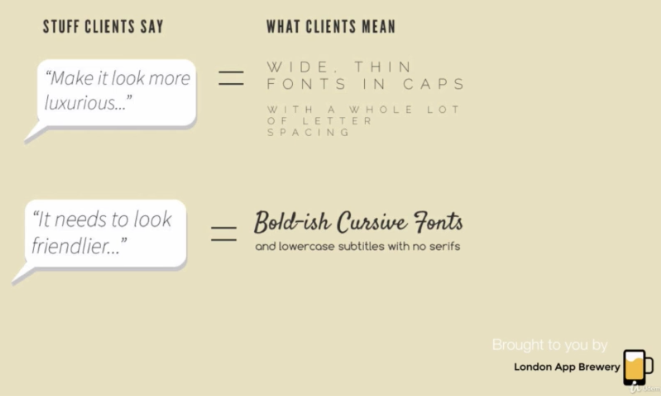 STUFF CLIENTS SAY
WHAT CLIENTS MEAN
“Make it look more
luxurious...”
=
WIDE, THIN
FONTS IN CAPS
WITH A WHOLE LOT
OF LETTER
SPACING
“It needs to look
friendlier...”
=
Bold-ish Cursive Fonts
and lowercase subtitles with no serifs
Brought to you by
London App Brewery